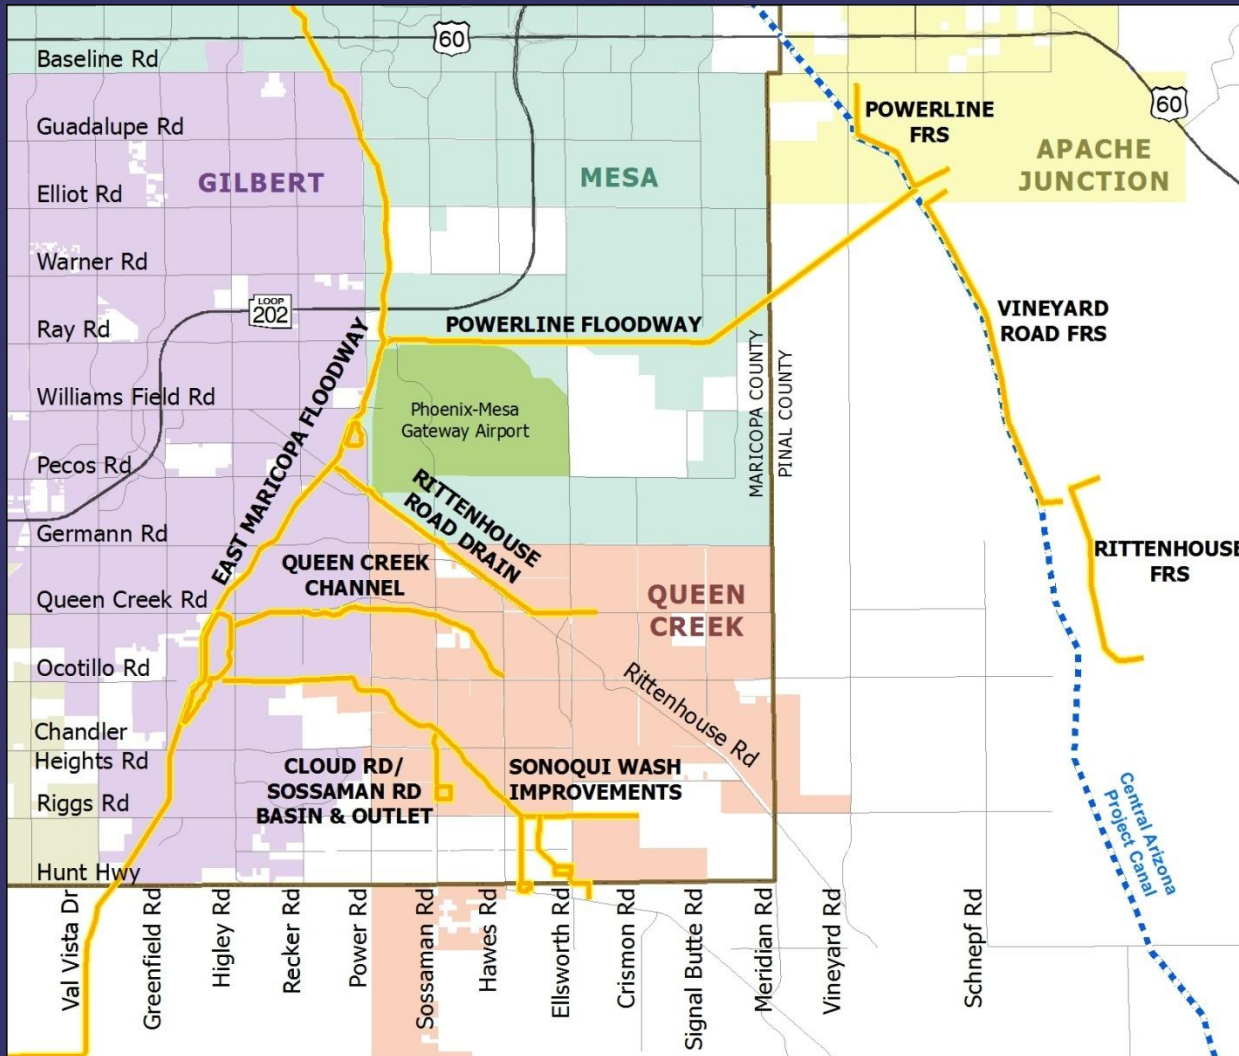 60
Baseline Rd
POWERLINE
FRS
60
Guadalupe Rd
APACHE
JUNCTION
GILBERT
MESA
Elliot Rd
Warner Rd
LOOP
202
VINEYARD
ROAD FRS
Ray Rd
POWERLINE FLOODWAY
EAST MARICOPA FLOODWAY
MARICOPA COUNTY
PINAL COUNTY
Williams Field Rd
Phoenix-Mesa
Gateway Airport
Pecos Rd
RITTENHOUSE
ROAD DRAIN
Germann Rd
RITTENHOUSE
FRS
QUEEN CREEK
CHANNEL
Queen Creek Rd
QUEEN
CREEK
Ocotillo Rd
Rittenhouse Rd
Chandler
Heights Rd
CLOUD RD/
SOSSAMAN RD
BASIN & OUTLET
SONOQUI WASH
IMPROVEMENTS
Central Arizona
Project Canal
Riggs Rd
Hunt Hwy
Val Vista Dr
Greenfield Rd
Higley Rd
Recker Rd
Power Rd
Sossaman Rd
Hawes Rd
Ellsworth Rd
Crismon Rd
Signal Butte Rd
Meridian Rd
Vineyard Rd
Schnepf Rd